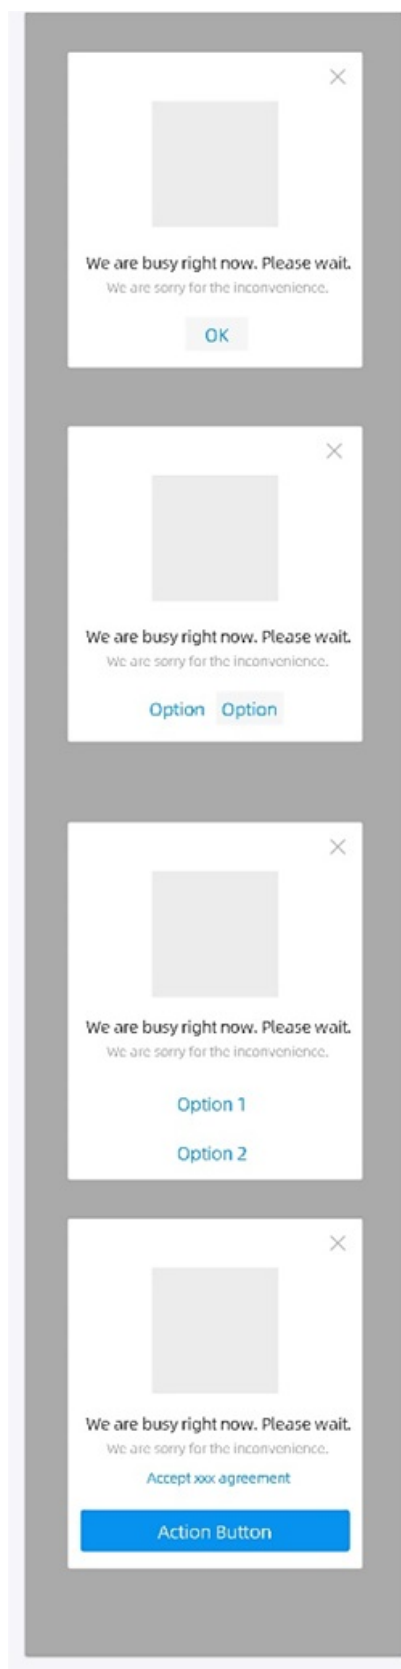 We are busy right now. Please wait.
We are sorry for the inconvenience.
OK
We are busy right now. Please wait.
We are sorry for the inconvenience.
Option Option
We are busy right now. Please wait.
We are sorry for the inconvenience.
Option 1
Option 2
We are busy right now. Please wait.
We are sorry for the inconvenience.
Accept xxx agreement
Action Button